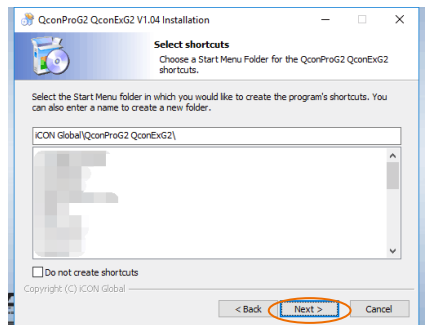 QconProG2 QconExG2 V1.04 Installation
Select shortcuts
Choose a Start Menu Folder for the QconProG2 QconExG2
shortcuts.
Select the Start Menu folder in which you would like to create the program's shortcuts. You
can also enter a name to create a new folder.
iCON Global\QconProG2 QconExG2\
Do not create shortcuts
Copyright (C) iCON Global
< Back Next > Cancel